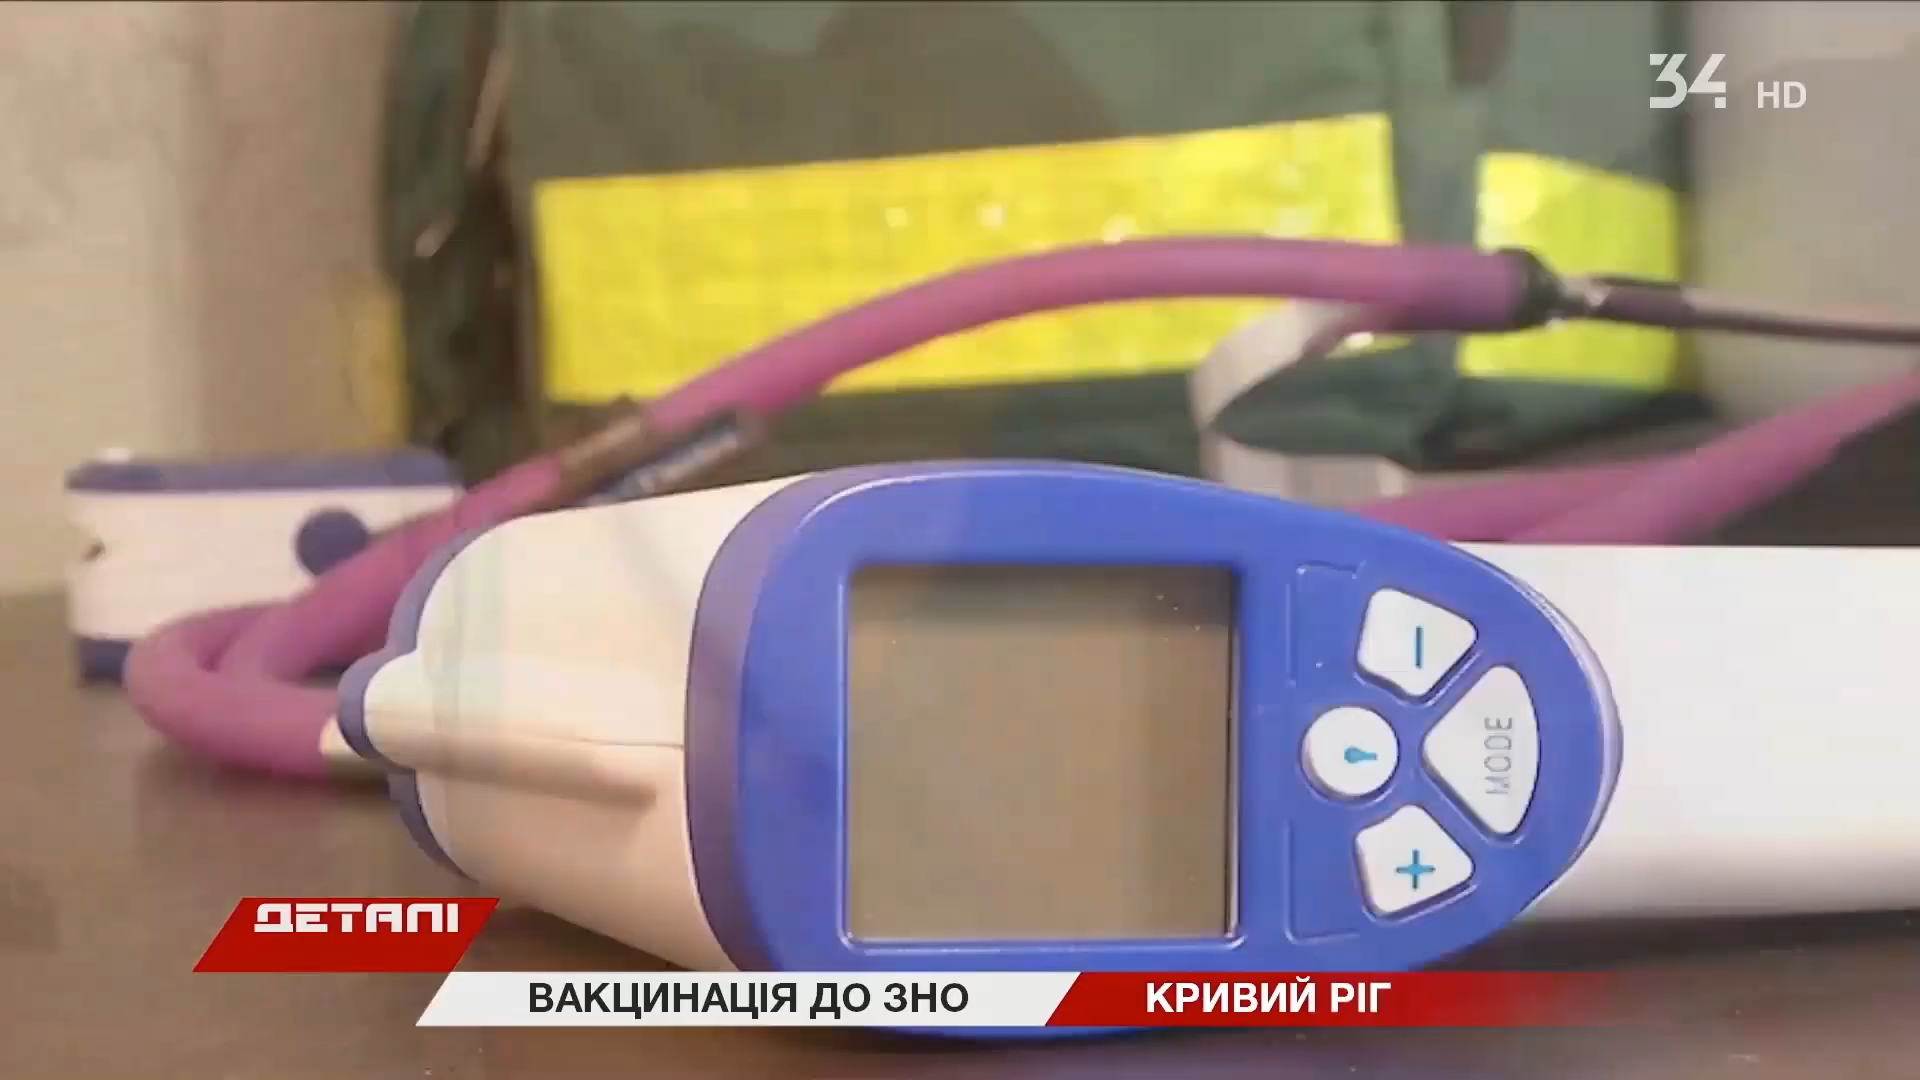 34 HD
MODE
ДЕТАЛІ
ВАКЦИНАЦІЯ ДО ЗНО
КРИВИЙ РІГ